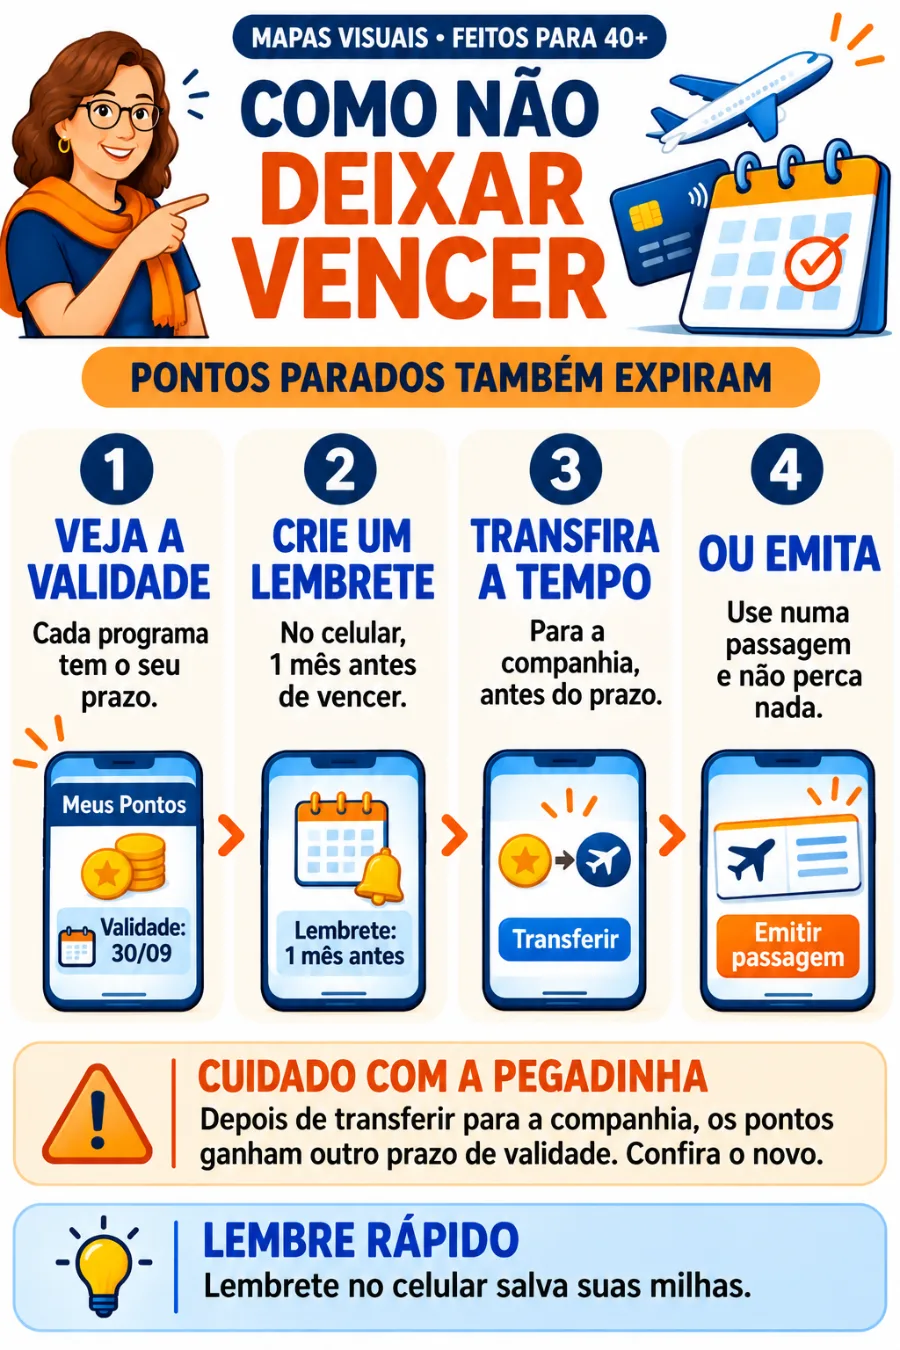 MAPAS VISUAIS • FEITOS PARA 40+
COMO NÃO
DEIXAR
VENCER
PONTOS PARADOS TAMBÉM EXPIRAM
1
VEJA A
VALIDADE
Cada programa
tem o seu
prazo.
Meus Pontos
Validade:
30/09
2
CRIE UM
LEMBRETE
No celular,
1 mês antes
de vencer.
Lembrete:
1 mês antes
3
TRANSFIRA
A TEMPO
Para a
companhia,
antes do prazo.
Transferir
4
OU EMITA
Use numa
passagem
e não perca
nada.
Emitir
passagem
CUIDADO COM A PEGADINHA
Depois de transferir para a companhia, os pontos
ganham outro prazo de validade. Confira o novo.
LEMBRE RÁPIDO
Lembrete no celular salva suas milhas.